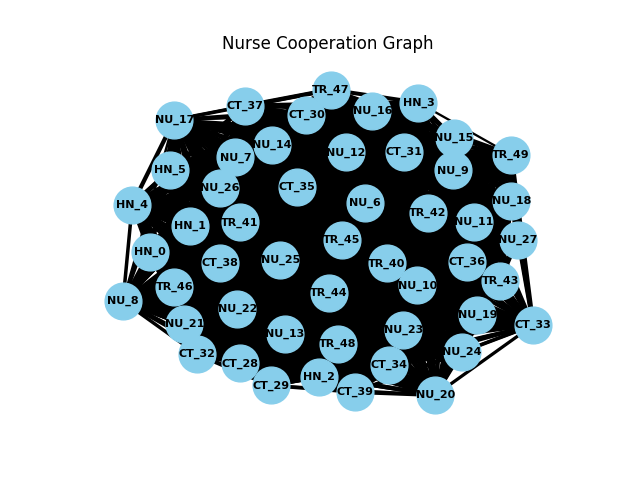 Nurse Cooperation Graph
TR_47
CT_37
CT_30
NU_16
HN_3
NU_17
NU_15
NU_14
NU_7
NU_12
CT_31
TR_49
HN_5
NU_9
NU_26
CT_35
NU_6
NU_18
HN_4
TR_42
HN_1
TR_41
NU_11
TR_45
NU_27
HN_0
CT_38
NU_25
TR_40
CT_36
TR_46
TR_44
NU_10
TR_43
NU_8
NU_22
NU_19
NU_21
CT_33
NU_13
NU_23
CT_32
TR_48
NU_24
CT_28
CT_34
CT_29
HN_2
CT_39
NU_20